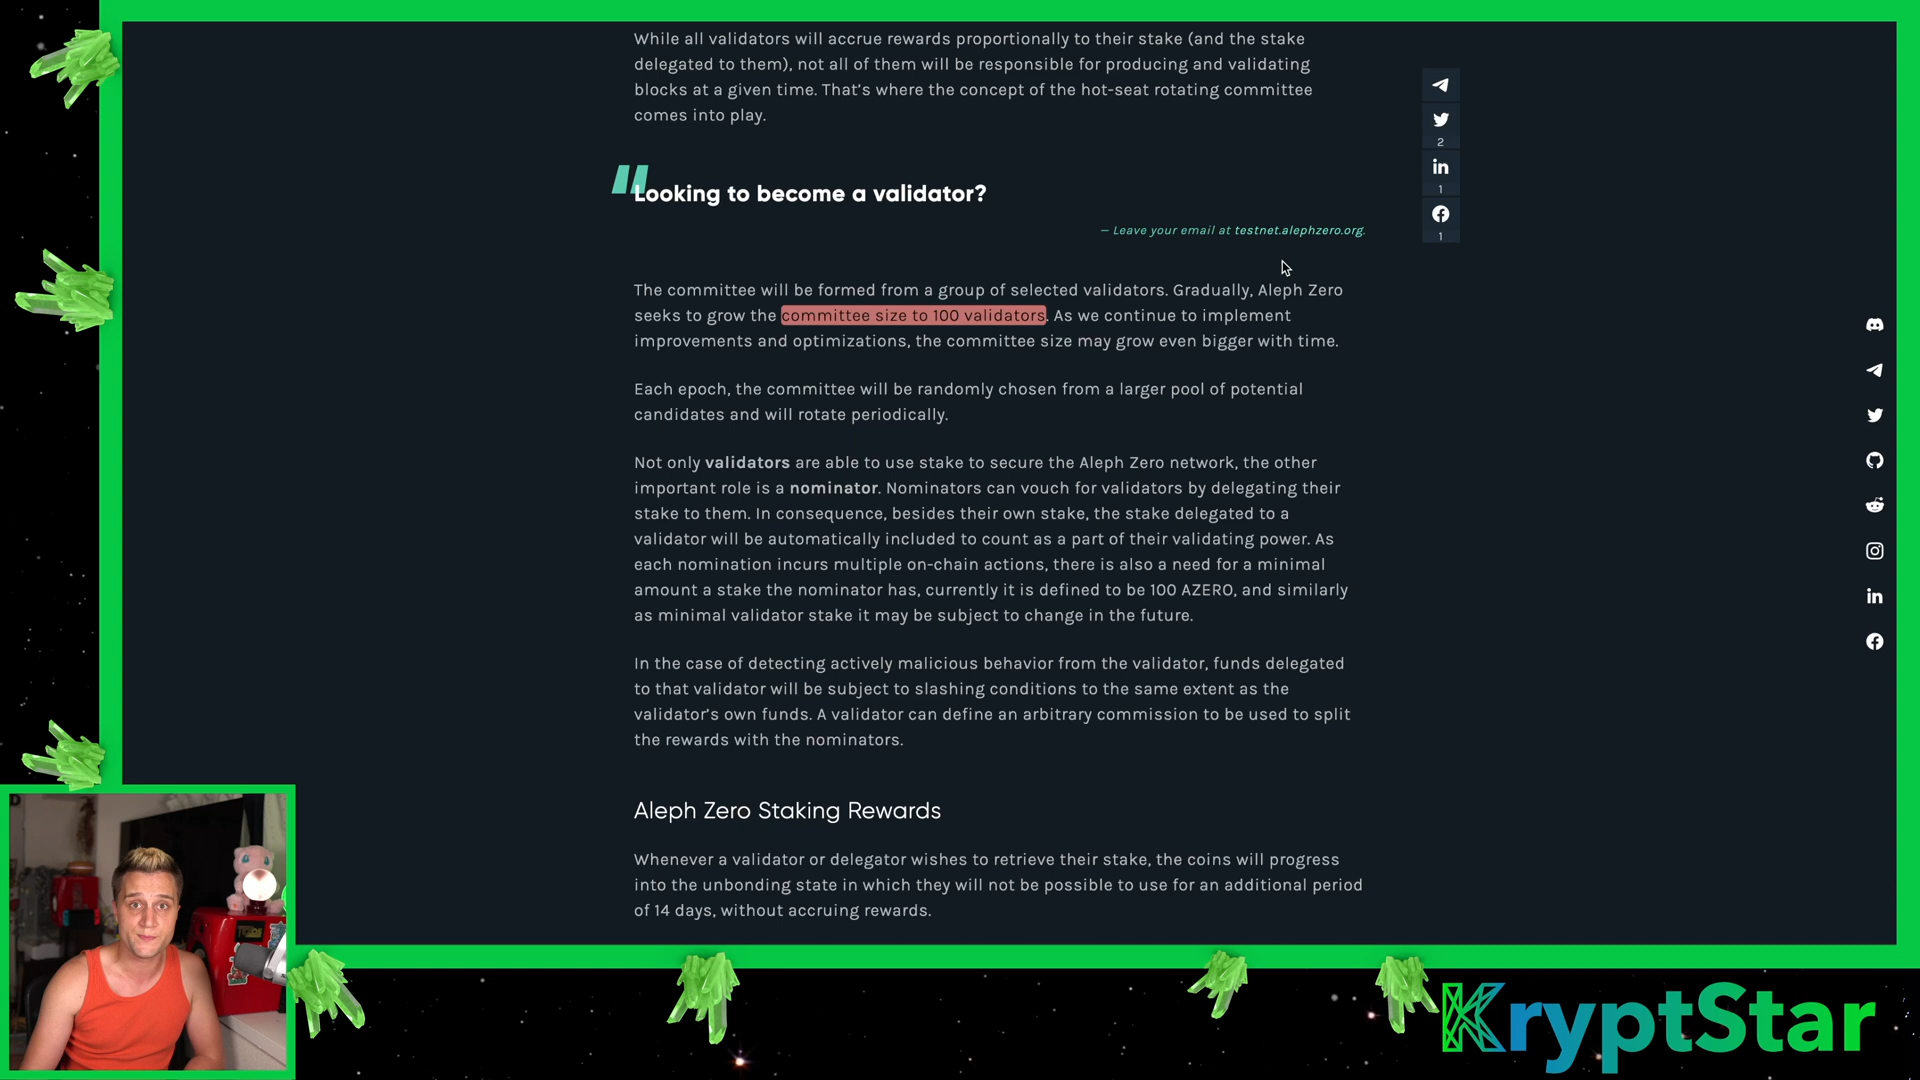 While all validators will accrue rewards proportionally to their stake (and the stake
delegated to them), not all of them will be responsible for producing and validating
blocks at a given time. That's where the concept of the hot-seat rotating committee
comes into play.
Looking to become a validator?
– Leave your email at testnet.alephzero.org.
2
1
1
The committee will be formed from a group of selected validators. Gradually, Aleph Zero
seeks to grow the committee size to 100 validators. As we continue to implement
improvements and optimizations, the committee size may grow even bigger with time.
Each epoch, the committee will be randomly chosen from a larger pool of potential
candidates and will rotate periodically.
Not only validators are able to use stake to secure the Aleph Zero network, the other
important role is a nominator. Nominators can vouch for validators by delegating their
stake to them. In consequence, besides their own stake, the stake delegated to a
validator will be automatically included to count as a part of their validating power. As
each nomination incurs multiple on-chain actions, there is also a need for a minimal
amount a stake the nominator has, currently it is defined to be 100 AZERO, and similarly
as minimal validator stake it may be subject to change in the future.
In the case of detecting actively malicious behavior from the validator, funds delegated
to that validator will be subject to slashing conditions to the same extent as the
validator's own funds. A validator can define an arbitrary commission to be used to split
the rewards with the nominators.
Aleph Zero Staking Rewards
Whenever a validator or delegator wishes to retrieve their stake, the coins will progress
into the unbonding state in which they will not be possible to use for an additional period
of 14 days, without accruing rewards.
KryptStar